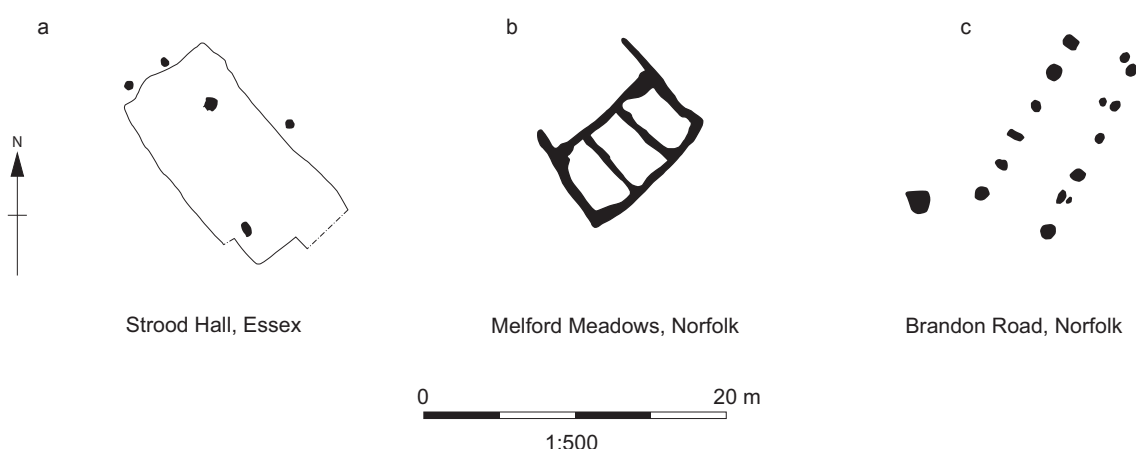 a
b
c
N
Strood Hall, Essex
Melford Meadows, Norfolk
Brandon Road, Norfolk
0
20 m
1:500